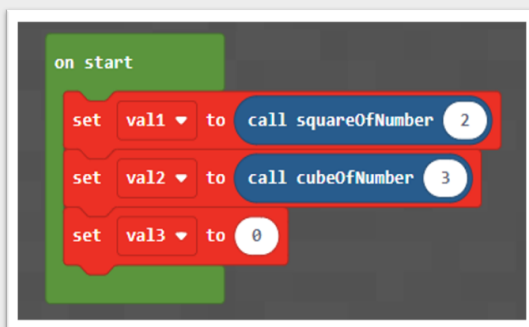 on start
set val1 to call squareOfNumber 2
set val2 to call cubeOfNumber 3
set val3 to 0